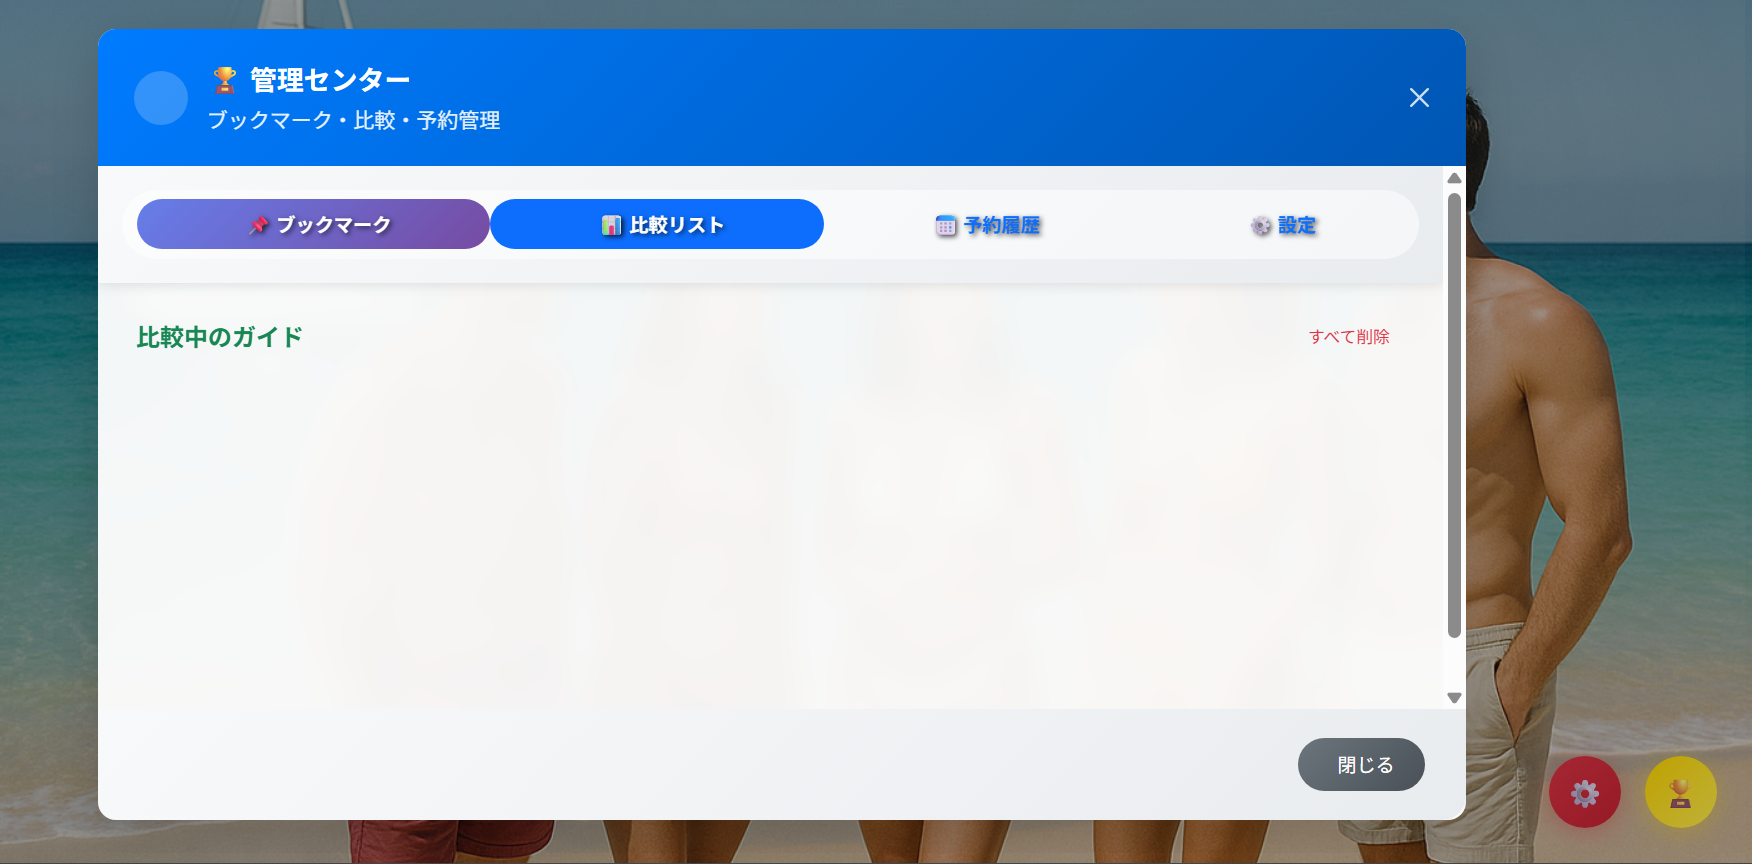 🏆 管理センター
ブックマーク・比較・予約管理
📌 ブックマーク
📊 比較リスト
📅 予約履歴
⚙️ 設定
比較中のガイド
すべて削除
閉じる